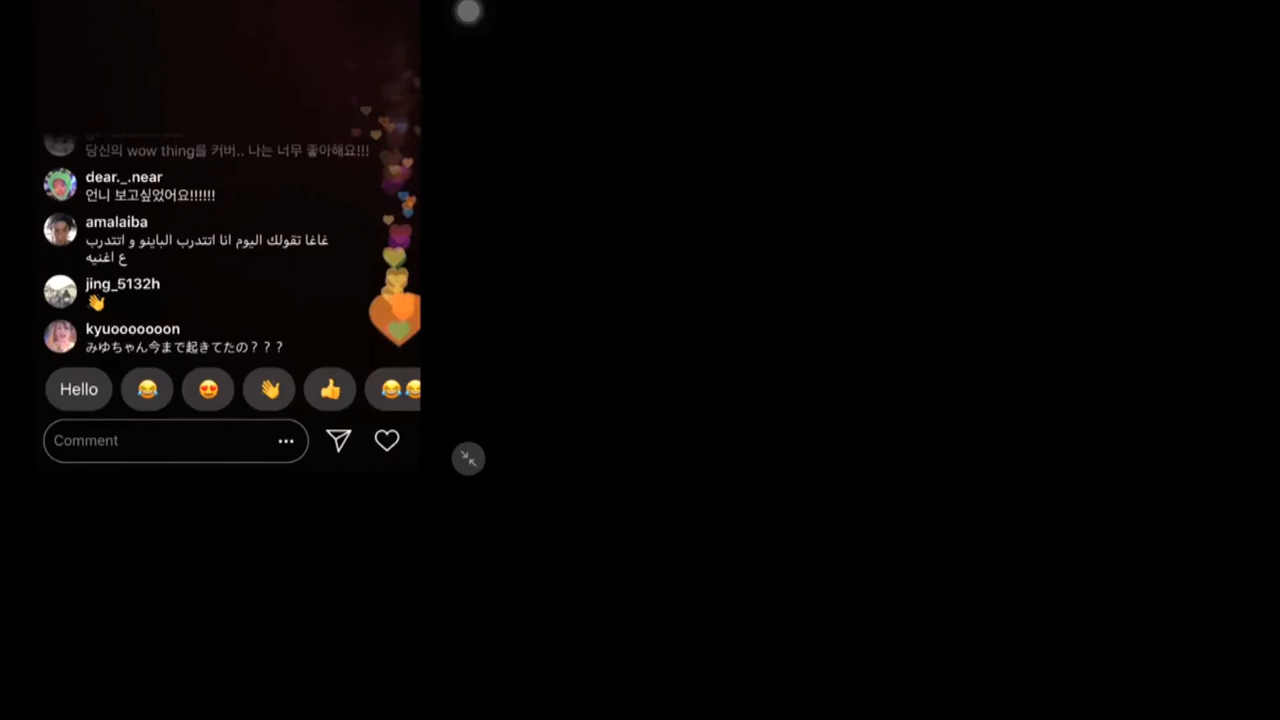 당신의 wow thing를 커버.. 나는 너무 좋아해요!!!
dear._.near
언니 보고싶었어요!!!!!!
amalaiba
غاغا تقولك اليوم انا اتتدرب الباينو و اتتدرب
ع اغنيه
jing_5132h
👋
kyuooooooon
みゆちゃん今まで起きてたの？？？
Hello 😂 😍 👋 👍 😂😂
Comment ...